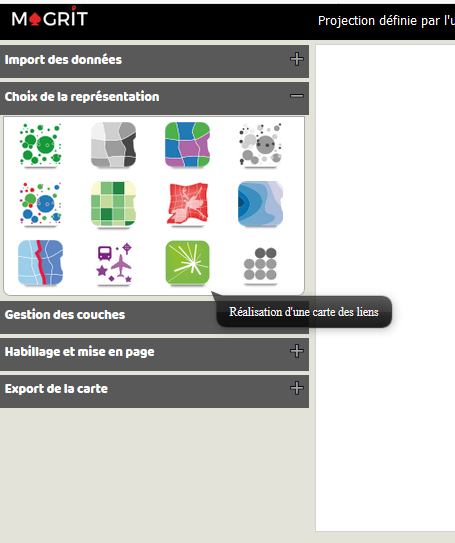 MAGRIT
Projection définie par l'u
Import des données
Choix de la représentation
Réalisation d'une carte des liens
Gestion des couches
Habillage et mise en page
Export de la carte